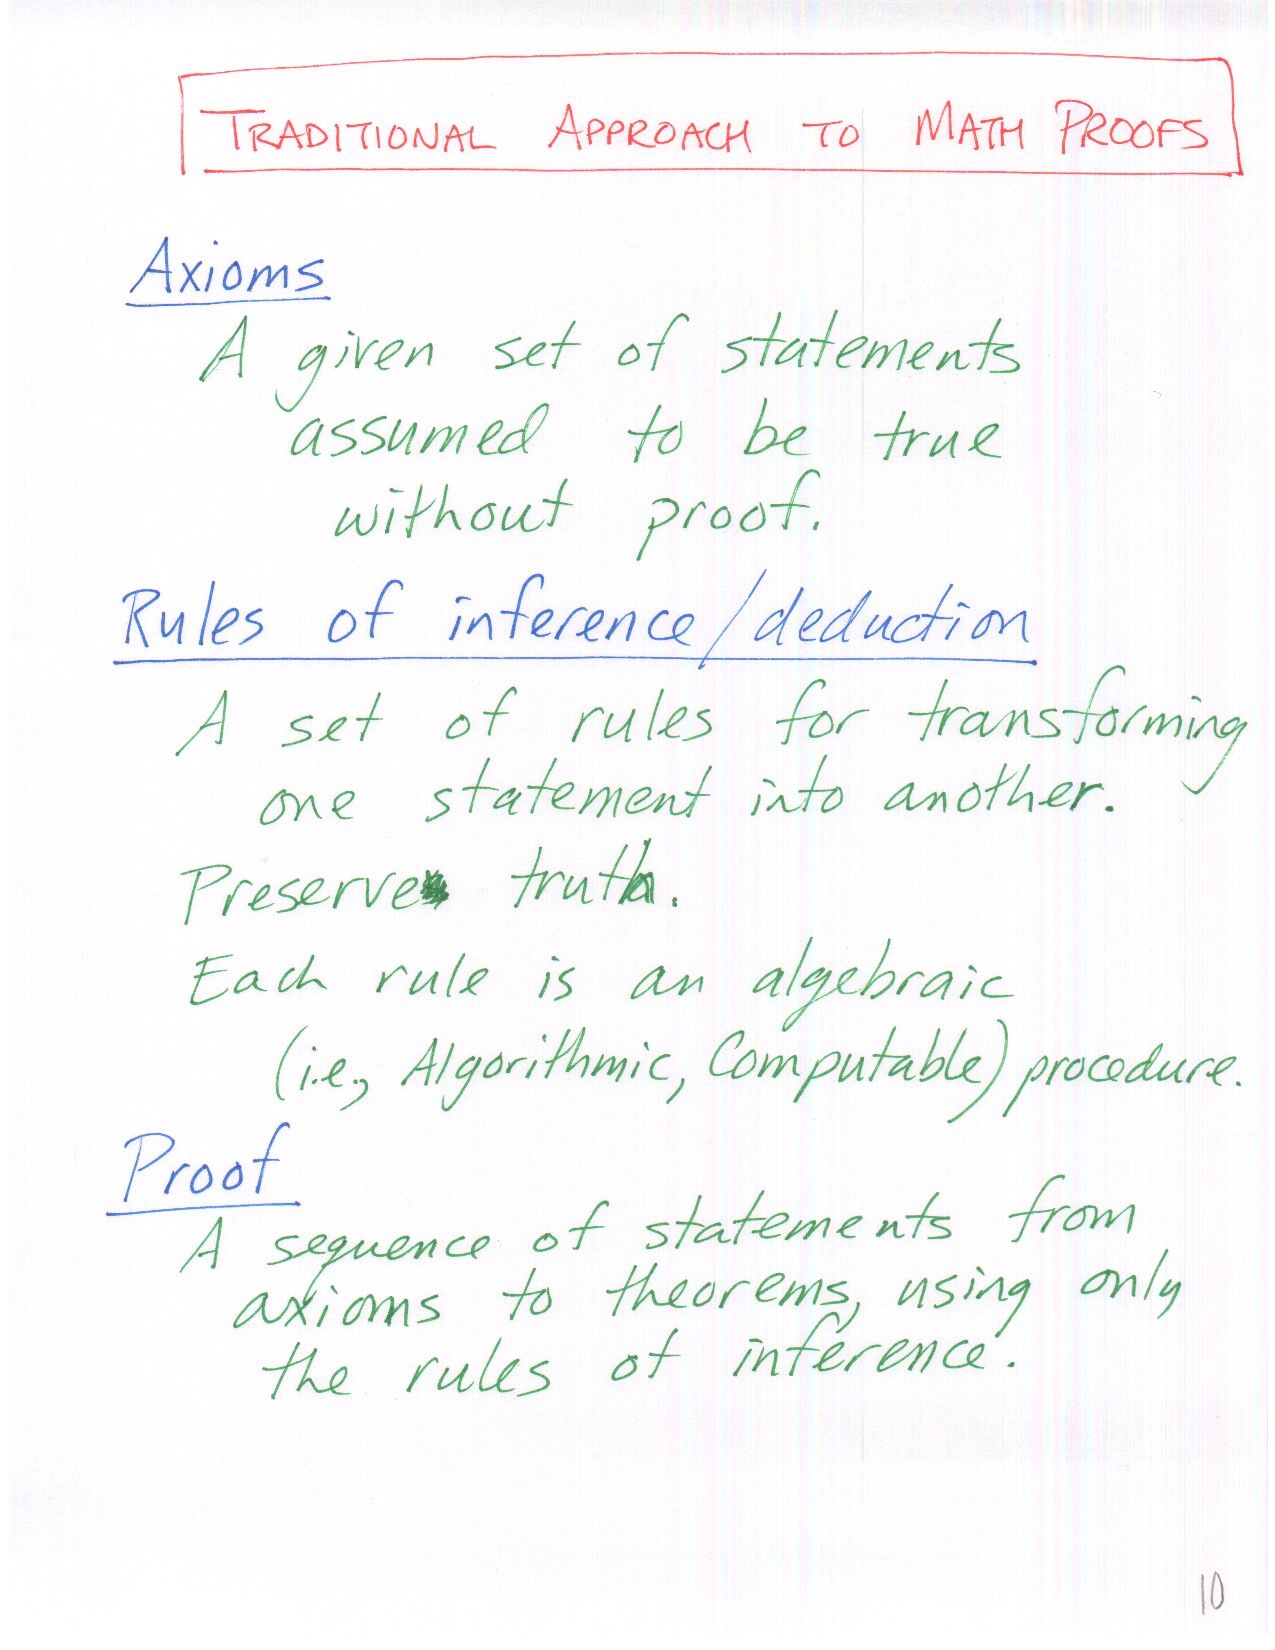 TRADITIONAL APPROACH TO MATH PROOFS
Axioms
A given set of statements
assumed to be true
without proof.
Rules of inference/deduction
A set of rules for transforming
one statement into another.
Preserve truth.
Each rule is an algebraic
(i.e., Algorithmic, Computable) procedure.
Proof
A sequence of statements from
axioms to theorems, using only
the rules of inference.
10